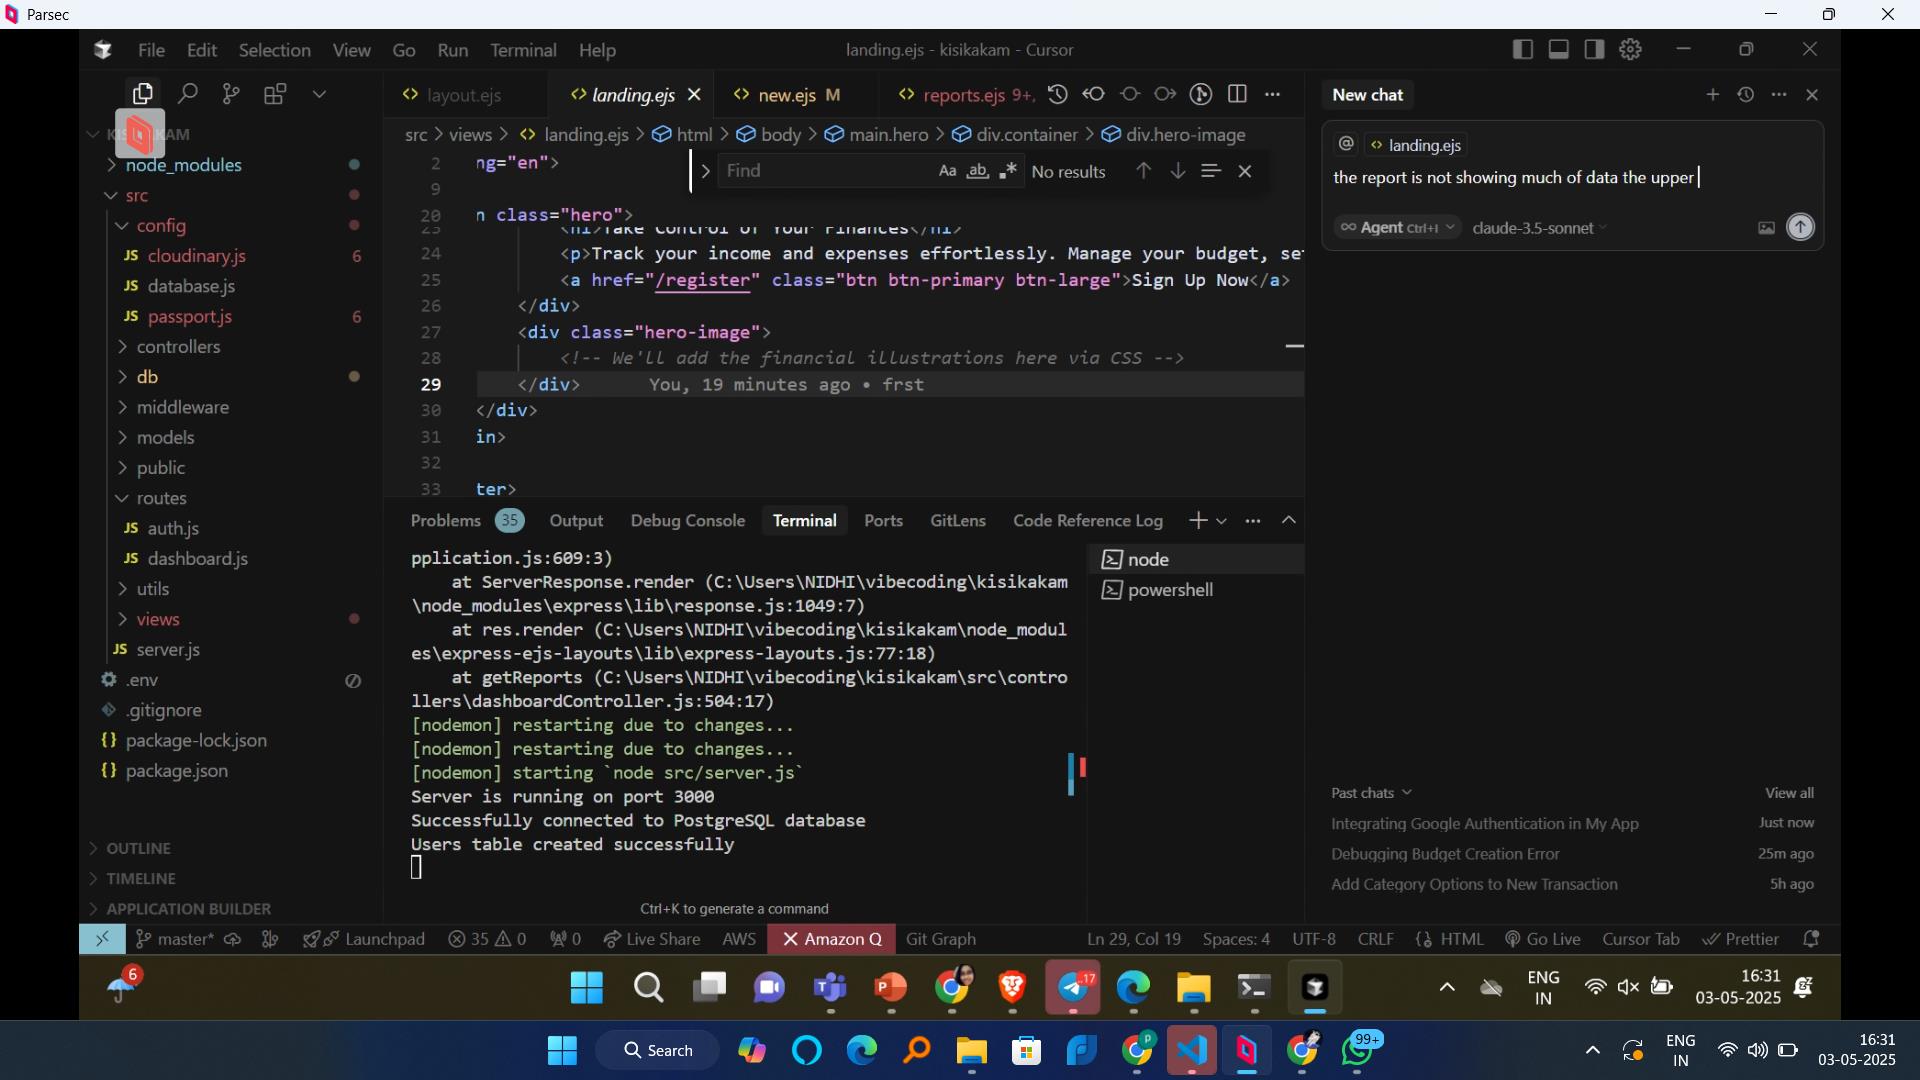 Parsec
File Edit Selection View Go Run Terminal Help
landing.ejs - kisikakam - Cursor
layout.ejs
landing.ejs
new.ejs M
reports.ejs 9+,
src > views > landing.ejs > html > body > main.hero > div.container > div.hero-image
Find
Aa ab .* No results
2 ng="en">
9
20 n class="hero">
24 <p>Track your income and expenses effortlessly. Manage your budget, se
25 <a href="/register" class="btn btn-primary btn-large">Sign Up Now</a>
26 </div>
27 <div class="hero-image">
28 <!-- We'll add the financial illustrations here via CSS -->
29 </div> You, 19 minutes ago • frst
30 </div>
31 in>
32
33 ter>
node_modules
src
config
JS cloudinary.js 6
JS database.js
JS passport.js 6
controllers
db
middleware
models
public
routes
JS auth.js
JS dashboard.js
utils
views
JS server.js
.env
.gitignore
{} package-lock.json
{} package.json
OUTLINE
TIMELINE
APPLICATION BUILDER
Problems 35 Output Debug Console Terminal Ports GitLens Code Reference Log
pplication.js:609:3)
at ServerResponse.render (C:\Users\NIDHI\vibecoding\kisikakam
\node_modules\express\lib\response.js:1049:7)
at res.render (C:\Users\NIDHI\vibecoding\kisikakam\node_modul
es\express-ejs-layouts\lib\express-layouts.js:77:18)
at getReports (C:\Users\NIDHI\vibecoding\kisikakam\src\contro
llers\dashboardController.js:504:17)
[nodemon] restarting due to changes...
[nodemon] restarting due to changes...
[nodemon] starting `node src/server.js`
Server is running on port 3000
Successfully connected to PostgreSQL database
Users table created successfully
Ctrl+K to generate a command
node
powershell
New chat
@ landing.ejs
the report is not showing much of data the upper
Agent Ctrl+I claude-3.5-sonnet
Past chats View all
Integrating Google Authentication in My App Just now
Debugging Budget Creation Error 25m ago
Add Category Options to New Transaction 5h ago
master* Launchpad 35 0 0 Live Share AWS Amazon Q Git Graph
Ln 29, Col 19 Spaces: 4 UTF-8 CRLF {} HTML Go Live Cursor Tab Prettier
6
17
ENG
IN
16:31
03-05-2025
Search
99+
ENG
IN
16:31
03-05-2025